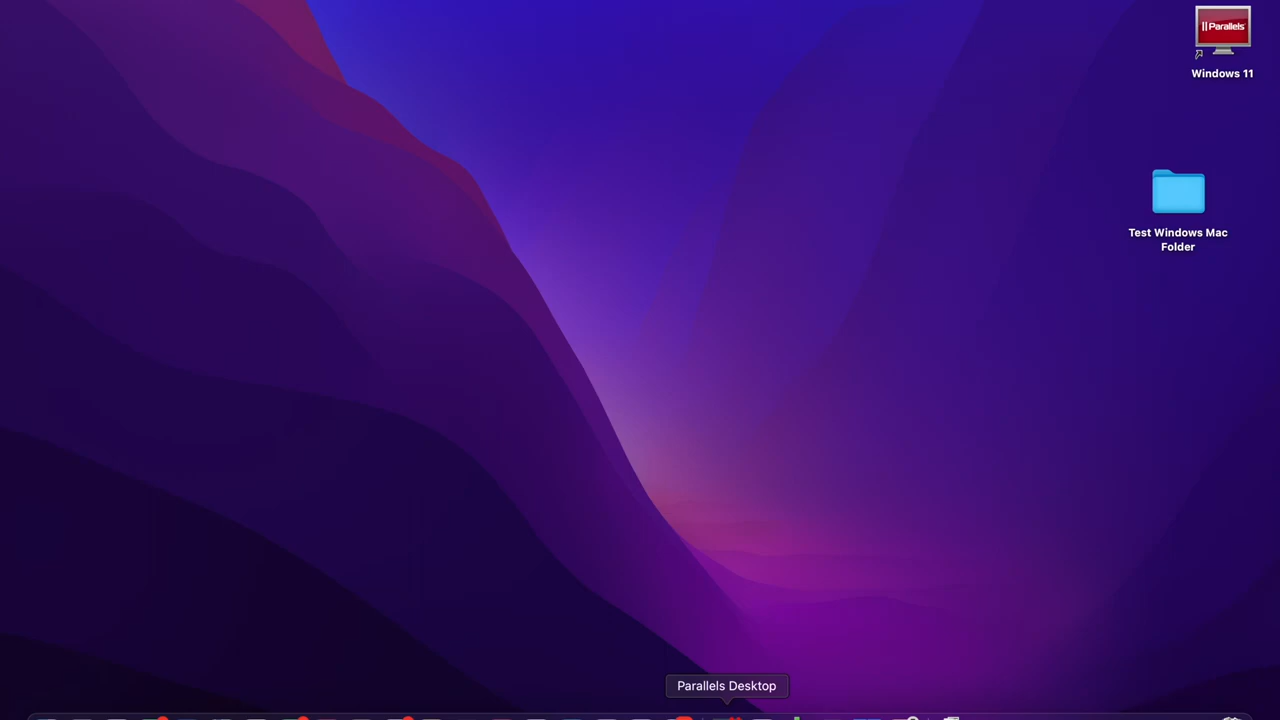 Parallels
Windows 11
Test Windows Mac
Folder
Parallels Desktop